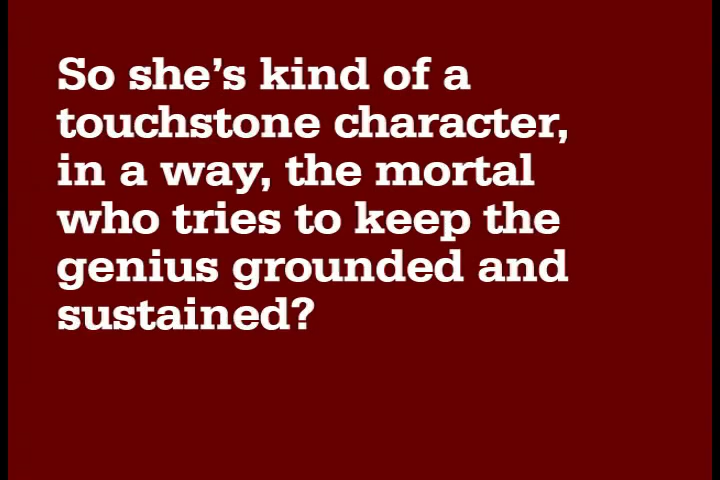 So she’s kind of a
touchstone character,
in a way, the mortal
who tries to keep the
genius grounded and
sustained?